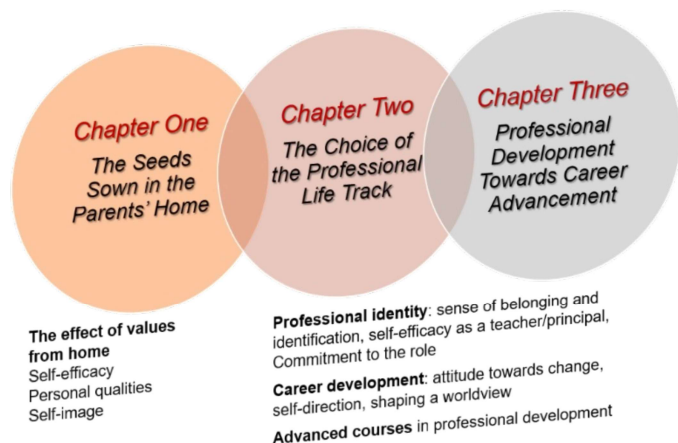 Chapter One
The Seeds
Sown in the
Parents' Home
Chapter Two
The Choice of
the Professional
Life Track
Chapter Three
Professional
Development
Towards Career
Advancement
The effect of values
from home
Self-efficacy
Personal qualities
Self-image
Professional identity: sense of belonging and
identification, self-efficacy as a teacher/principal,
Commitment to the role
Career development: attitude towards change,
self-direction, shaping a worldview
Advanced courses in professional development